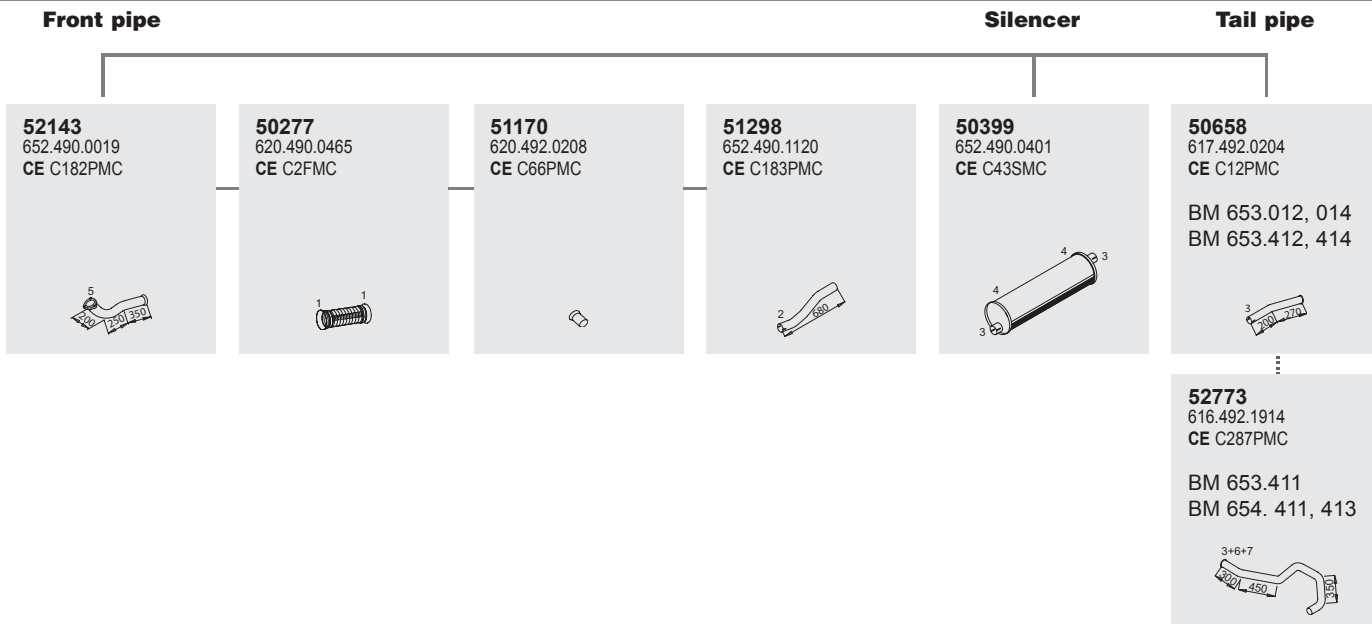 Front pipe
Silencer
Tail pipe
52143
652.490.0019
CE C182PMC
5
200
250
350
50277
620.490.0465
CE C2FMC
1
1
51170
620.492.0208
CE C66PMC
51298
652.490.1120
CE C183PMC
2
680
50399
652.490.0401
CE C43SMC
4
3
4
3
50658
617.492.0204
CE C12PMC
BM 653.012, 014
BM 653.412, 414
3
200
270
52773
616.492.1914
CE C287PMC
BM 653.411
BM 654. 411, 413
3+6+7
300
450
350